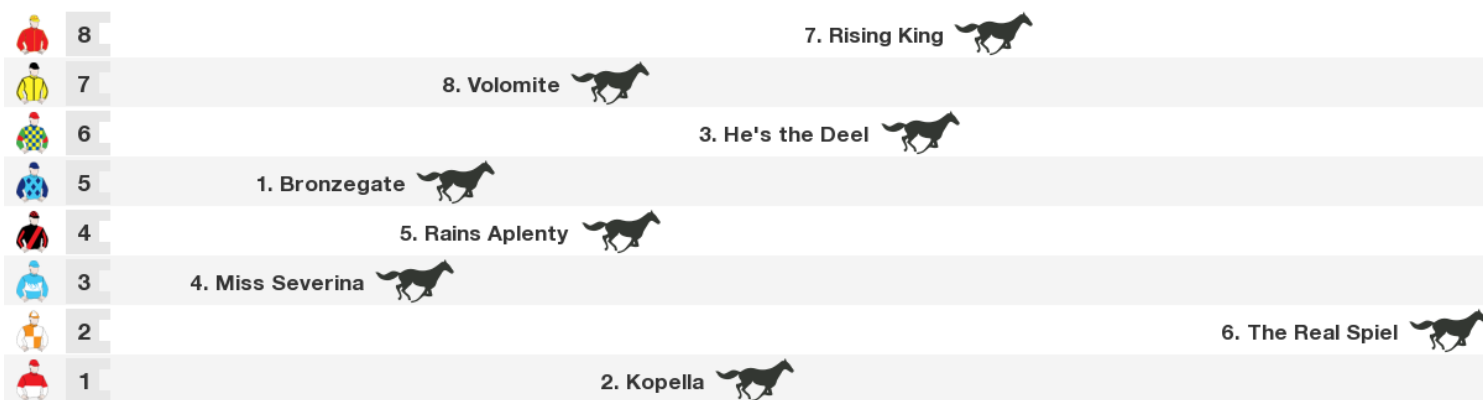 8 7. Rising King
7 8. Volomite
6 3. He's the Deel
5 1. Bronzegate
4 5. Rains Aplenty
3 4. Miss Severina
2 6. The Real Spiel
1 2. Kopella